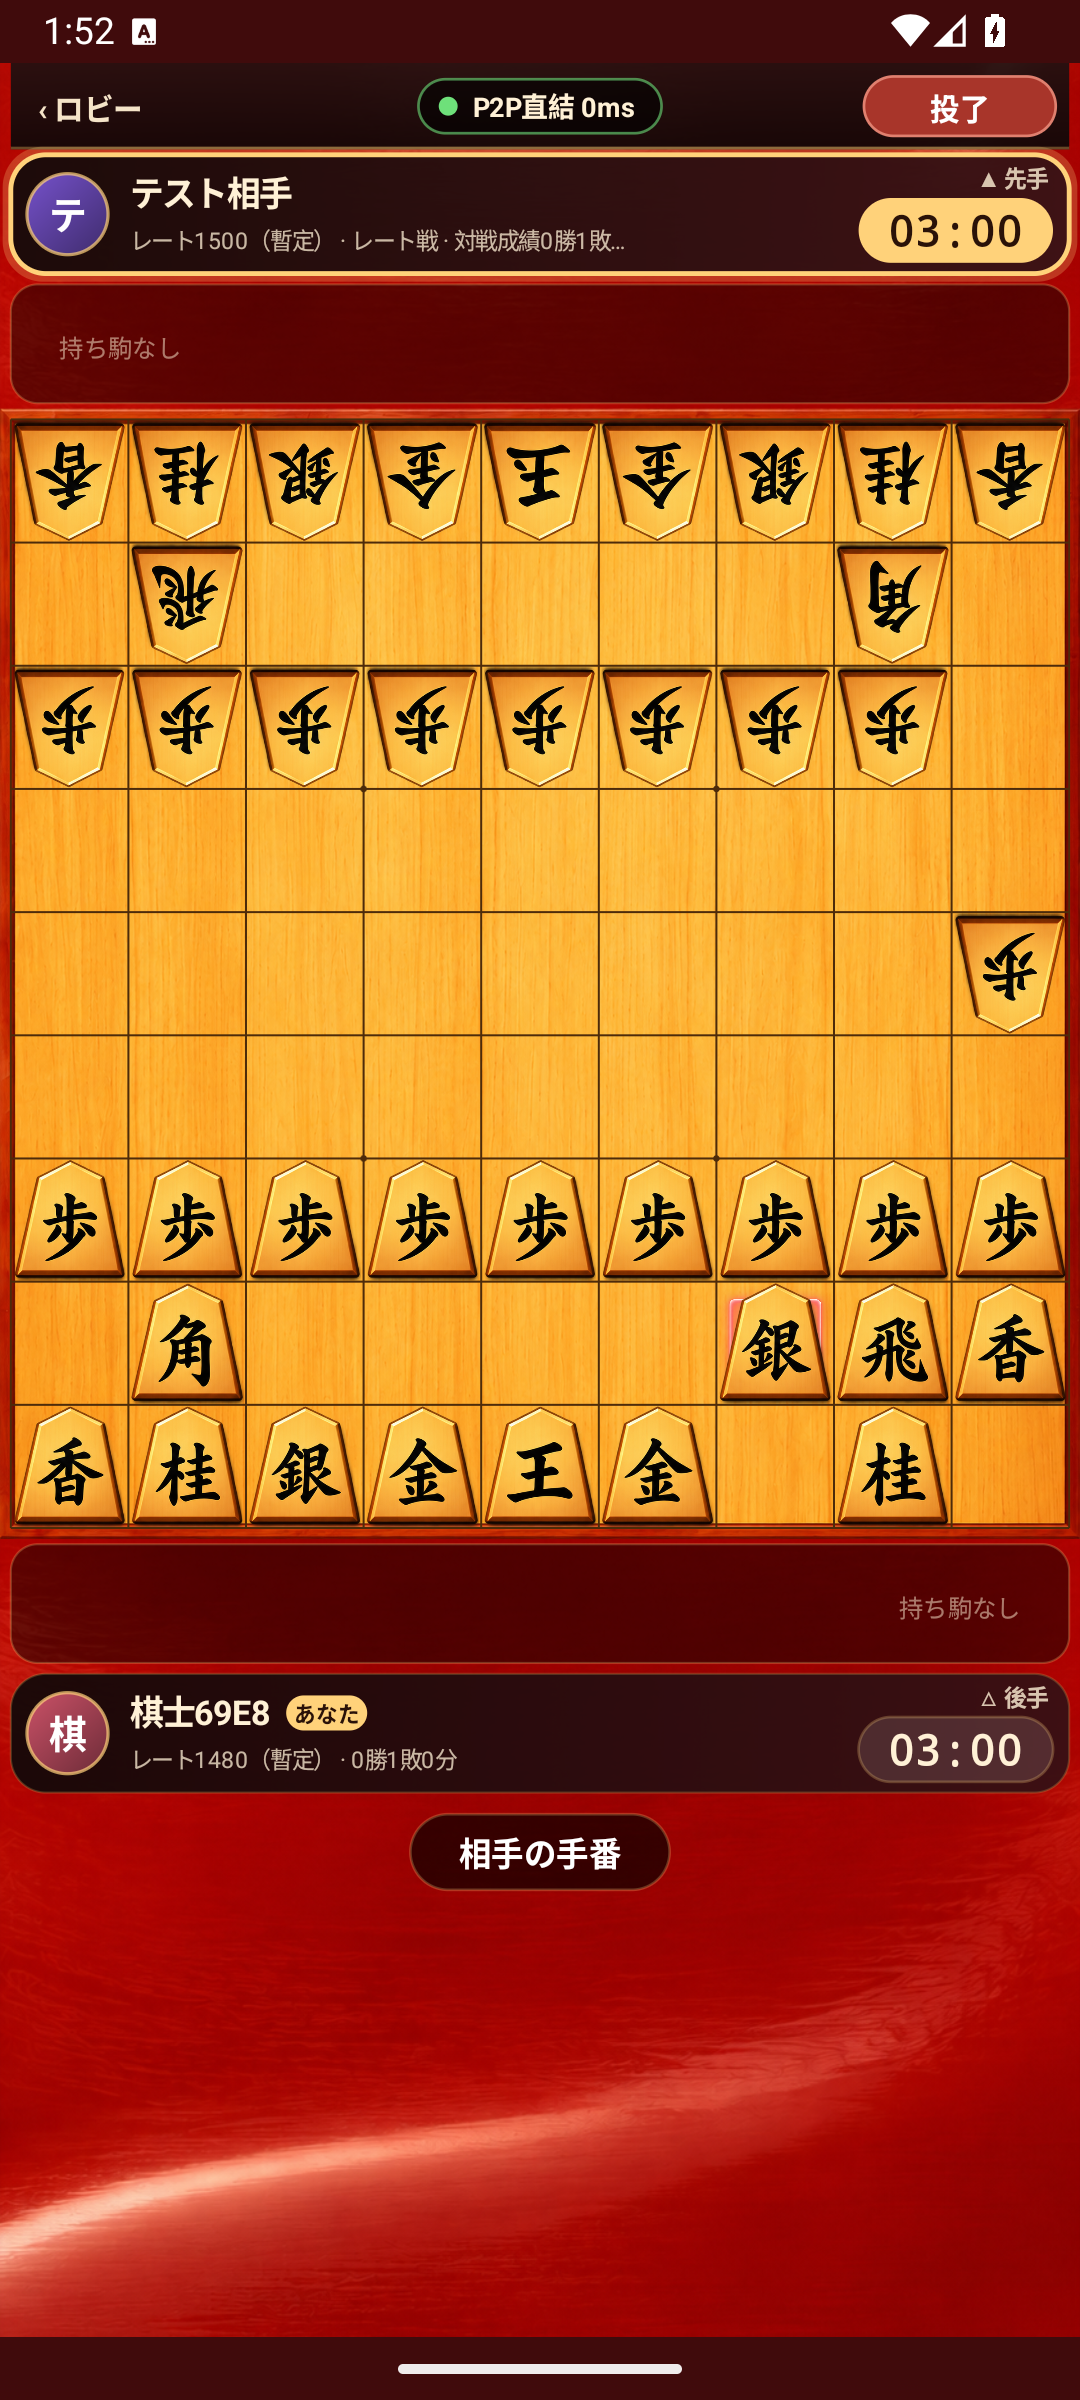 1:52 A
‹ ロビー P2P直結 0ms 投了
テ テスト相手 ▲ 先手
レート1500（暫定） · レート戦 · 対戦成績0勝1敗… 03:00
持ち駒なし
香 桂 銀 金 玉 金 銀 桂 香
飛 角
歩 歩 歩 歩 歩 歩 歩 歩
歩
歩 歩 歩 歩 歩 歩 歩 歩 歩
角 銀 飛 香
香 桂 銀 金 王 金 桂
持ち駒なし
棋 棋士69E8 あなた △ 後手
レート1480（暫定） · 0勝1敗0分 03:00
相手の手番